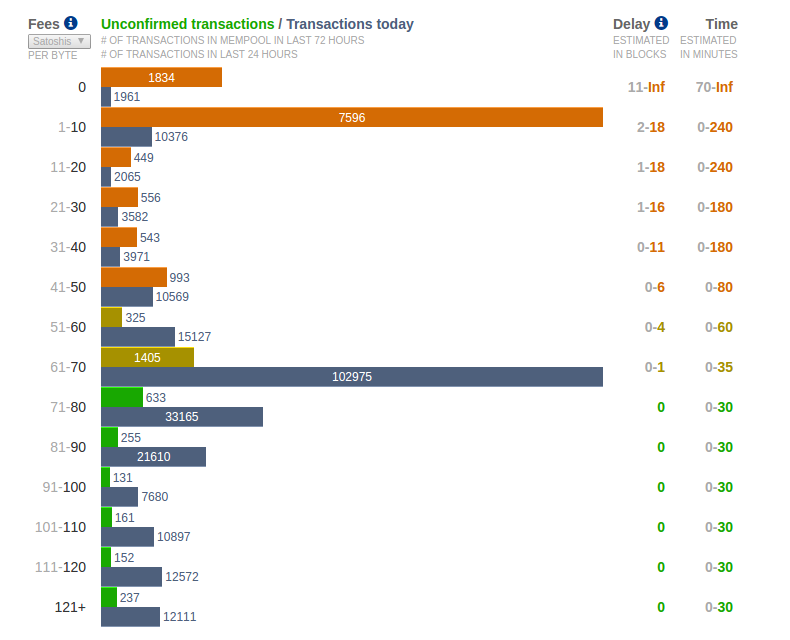 Fees Unconfirmed transactions / Transactions today Delay Time
Satoshis # OF TRANSACTIONS IN MEMPOOL IN LAST 72 HOURS ESTIMATED ESTIMATED
PER BYTE # OF TRANSACTIONS IN LAST 24 HOURS IN BLOCKS IN MINUTES
0 1834 11-Inf 70-Inf
1961
1-10 7596 2-18 0-240
10376
11-20 449 1-18 0-240
2065
21-30 556 1-16 0-180
3582
31-40 543 0-11 0-180
3971
41-50 993 0-6 0-80
10569
51-60 325 0-4 0-60
15127
61-70 1405 0-1 0-35
102975
71-80 633 0 0-30
33165
81-90 255 0 0-30
21610
91-100 131 0 0-30
7680
101-110 161 0 0-30
10897
111-120 152 0 0-30
12572
121+ 237 0 0-30
12111